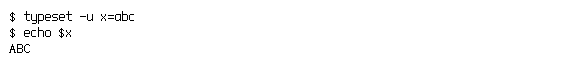 $ typeset -u x=abc
$ echo $x
ABC